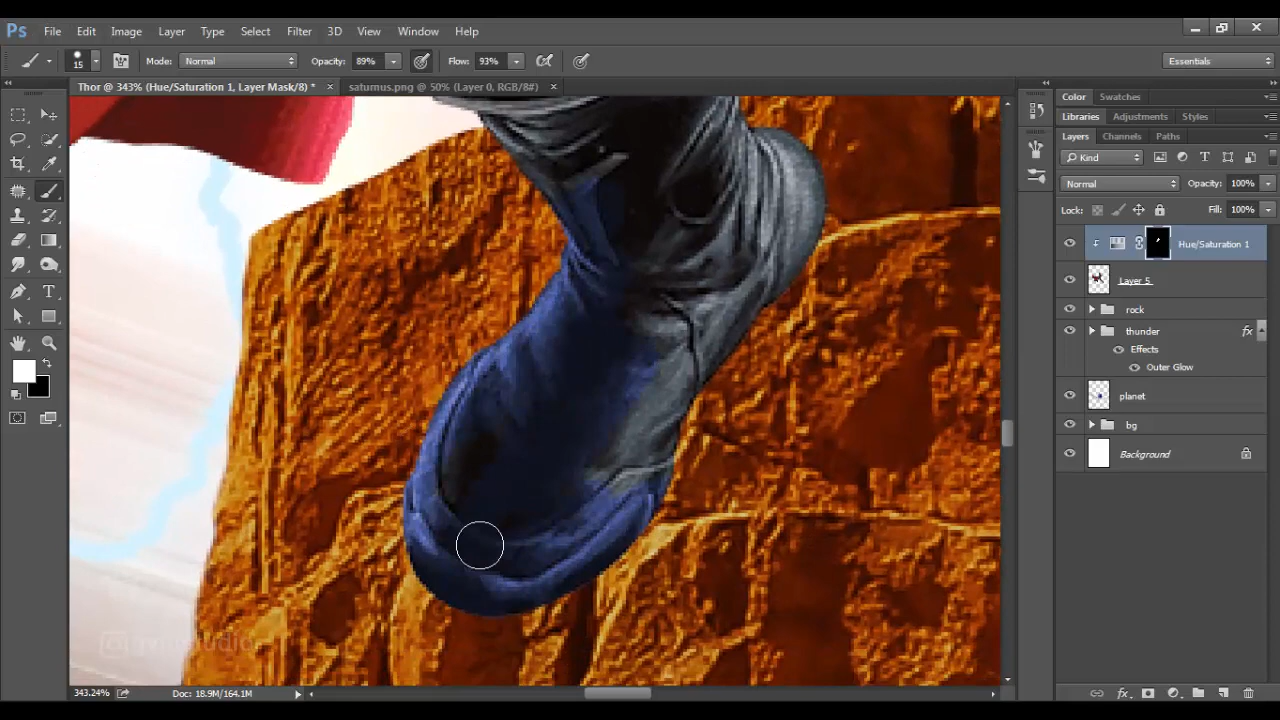 Ps File Edit Image Layer Type Select Filter 3D View Window Help
15 Mode: Normal Opacity: 89% Flow: 93% Essentials
Thor @ 343% (Hue/Saturation 1, Layer Mask/8) * × saturnus.png @ 50% (Layer 0, RGB/8#) ×
Color Swatches
Libraries Adjustments Styles
Layers Channels Paths
Kind
Normal Opacity: 100%
Lock: Fill: 100%
Hue/Saturation 1
Layer 5
rock
thunder fx
Effects
Outer Glow
planet
bg
Background
343.24% Doc: 18.9M/164.1M